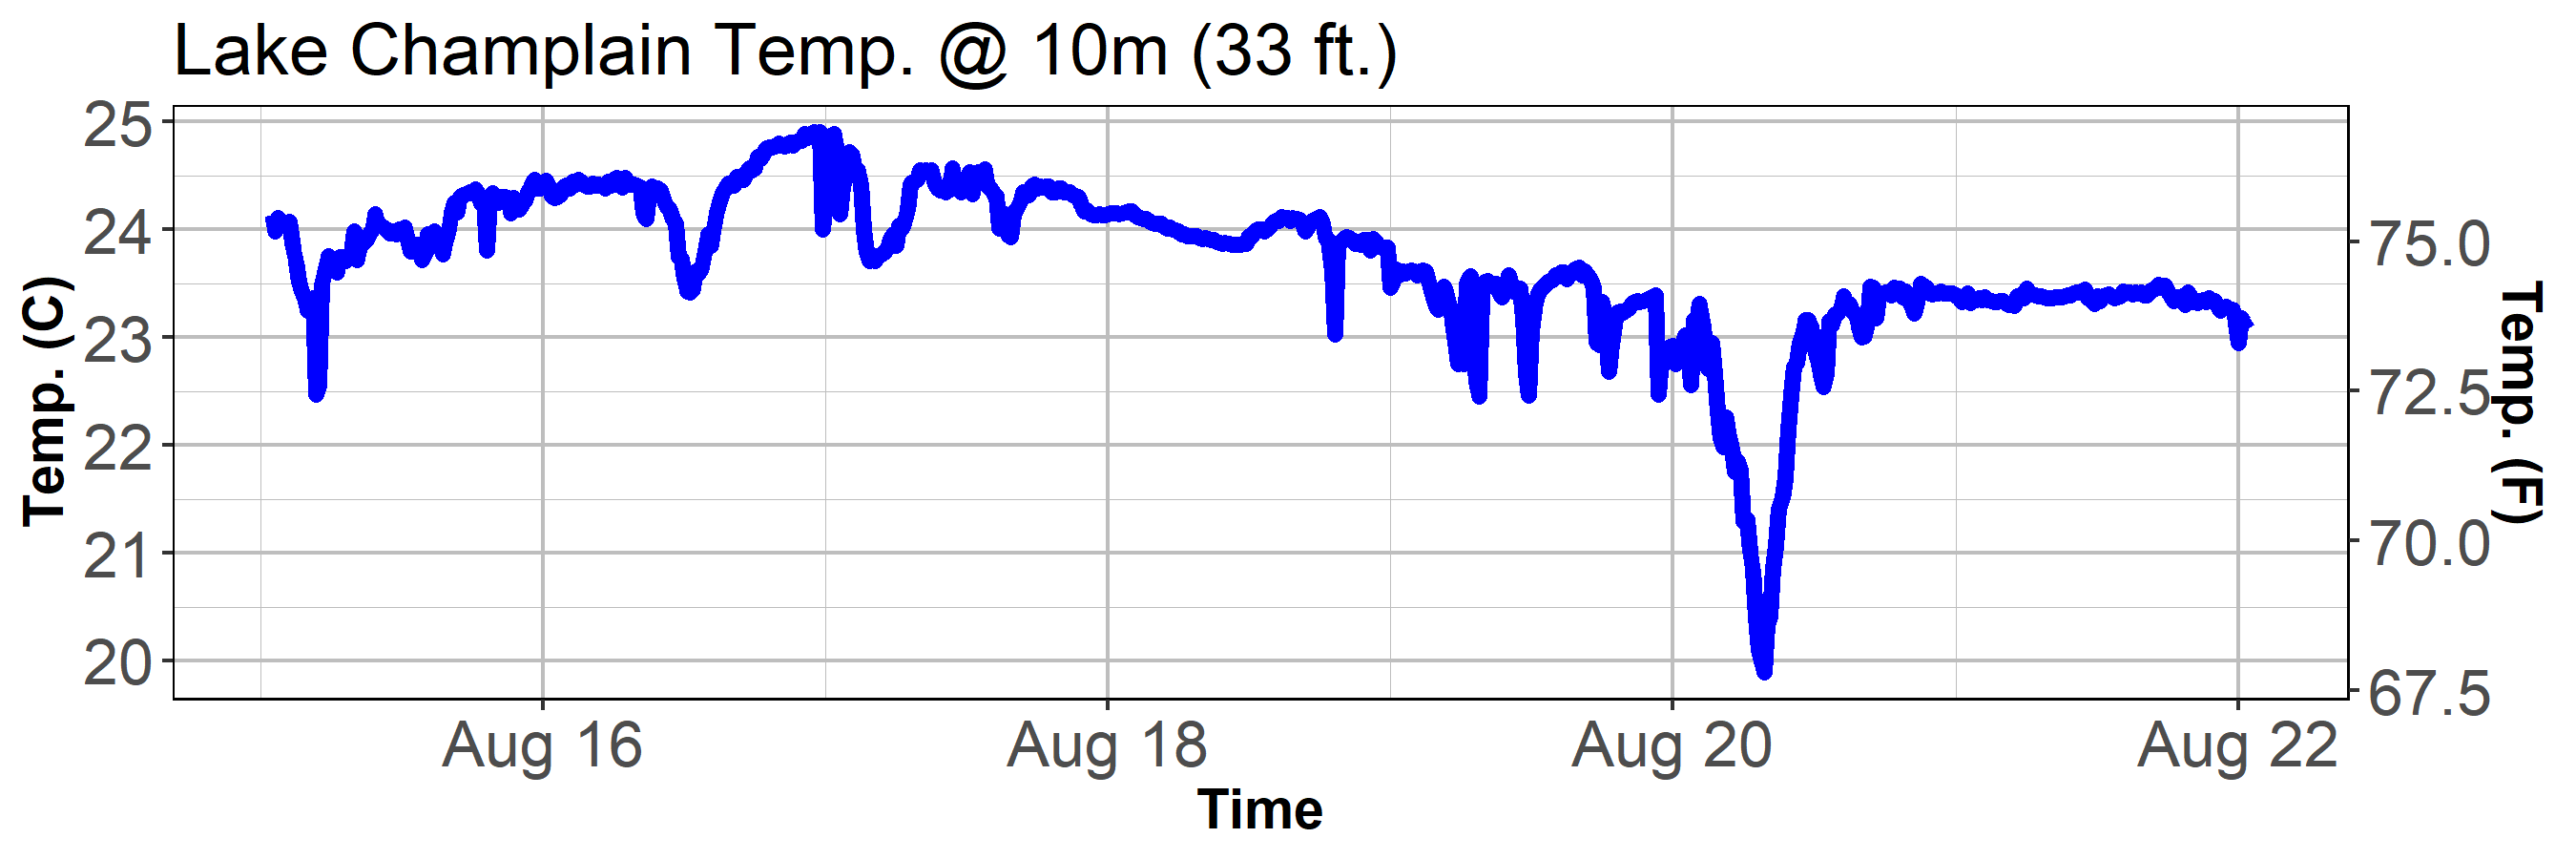 Lake Champlain Temp. @ 10m (33 ft.)
25
24
23
22
21
20
Temp. (C)
75.0
72.5
70.0
67.5
Temp. (F)
Aug 16 Aug 18 Aug 20 Aug 22
Time